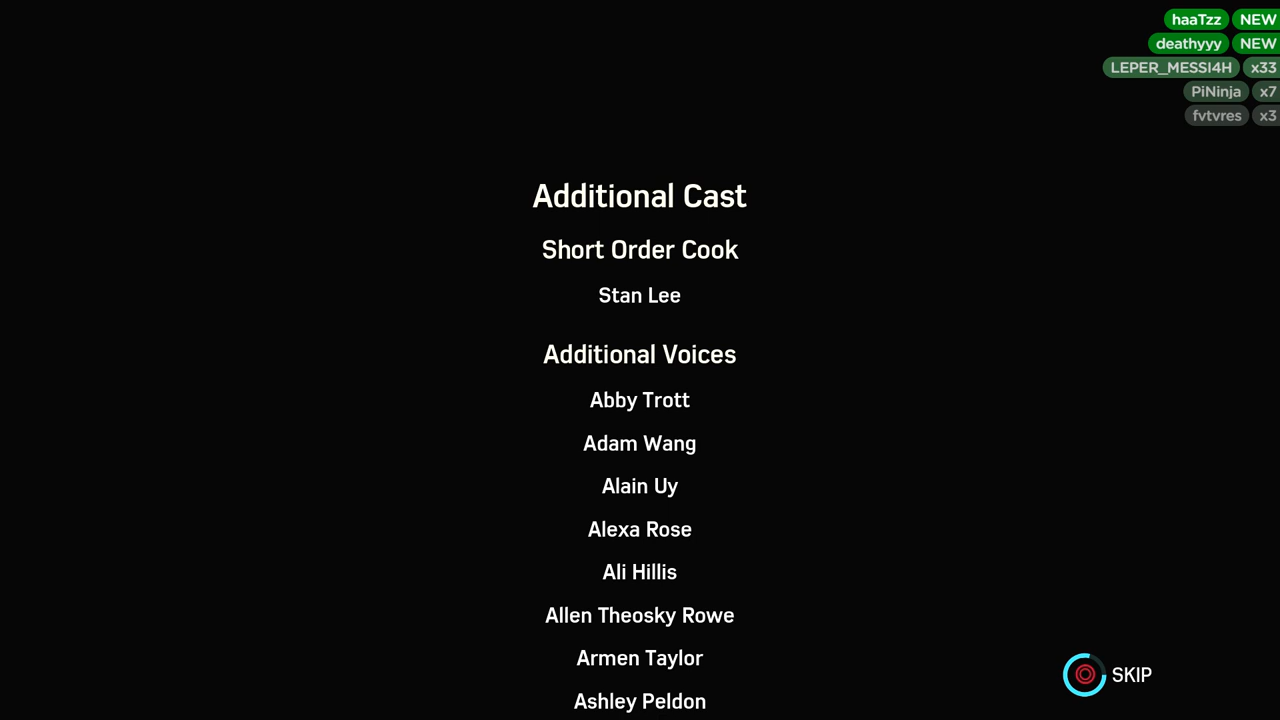 haaTzz NEW
deathyyy NEW
LEPER_MESSI4H x33
PiNinja x7
fvtvres x3
Additional Cast
Short Order Cook
Stan Lee
Additional Voices
Abby Trott
Adam Wang
Alain Uy
Alexa Rose
Ali Hillis
Allen Theosky Rowe
Armen Taylor
Ashley Peldon
SKIP